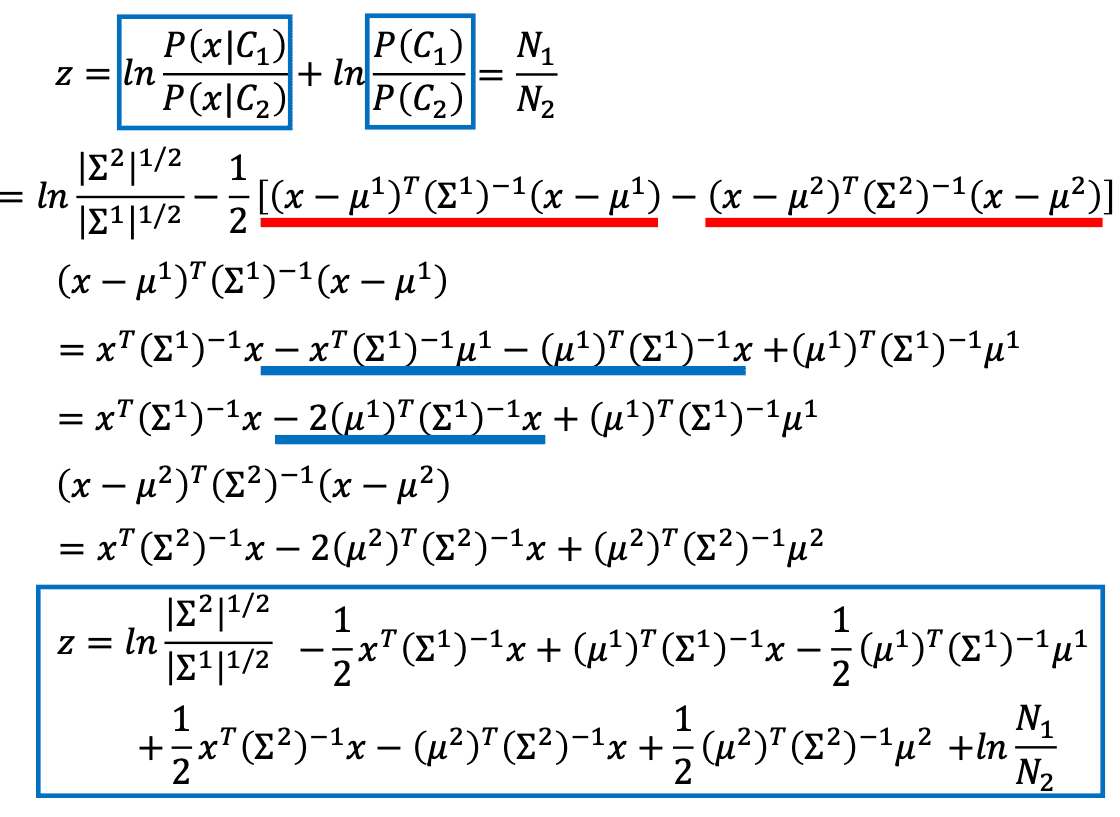 z = ln P(x|C₁)/P(x|C₂) + ln P(C₁)/P(C₂) = N₁/N₂
= ln |Σ²|^{1/2}/|Σ¹|^{1/2} − 1/2 [(x − μ¹)ᵀ(Σ¹)⁻¹(x − μ¹) − (x − μ²)ᵀ(Σ²)⁻¹(x − μ²)]
(x − μ¹)ᵀ(Σ¹)⁻¹(x − μ¹)
= xᵀ(Σ¹)⁻¹x − xᵀ(Σ¹)⁻¹μ¹ − (μ¹)ᵀ(Σ¹)⁻¹x +(μ¹)ᵀ(Σ¹)⁻¹μ¹
= xᵀ(Σ¹)⁻¹x − 2(μ¹)ᵀ(Σ¹)⁻¹x + (μ¹)ᵀ(Σ¹)⁻¹μ¹
(x − μ²)ᵀ(Σ²)⁻¹(x − μ²)
= xᵀ(Σ²)⁻¹x − 2(μ²)ᵀ(Σ²)⁻¹x + (μ²)ᵀ(Σ²)⁻¹μ²
z = ln |Σ²|^{1/2}/|Σ¹|^{1/2} − 1/2 xᵀ(Σ¹)⁻¹x + (μ¹)ᵀ(Σ¹)⁻¹x − 1/2 (μ¹)ᵀ(Σ¹)⁻¹μ¹
+ 1/2 xᵀ(Σ²)⁻¹x − (μ²)ᵀ(Σ²)⁻¹x + 1/2 (μ²)ᵀ(Σ²)⁻¹μ² +ln N₁/N₂